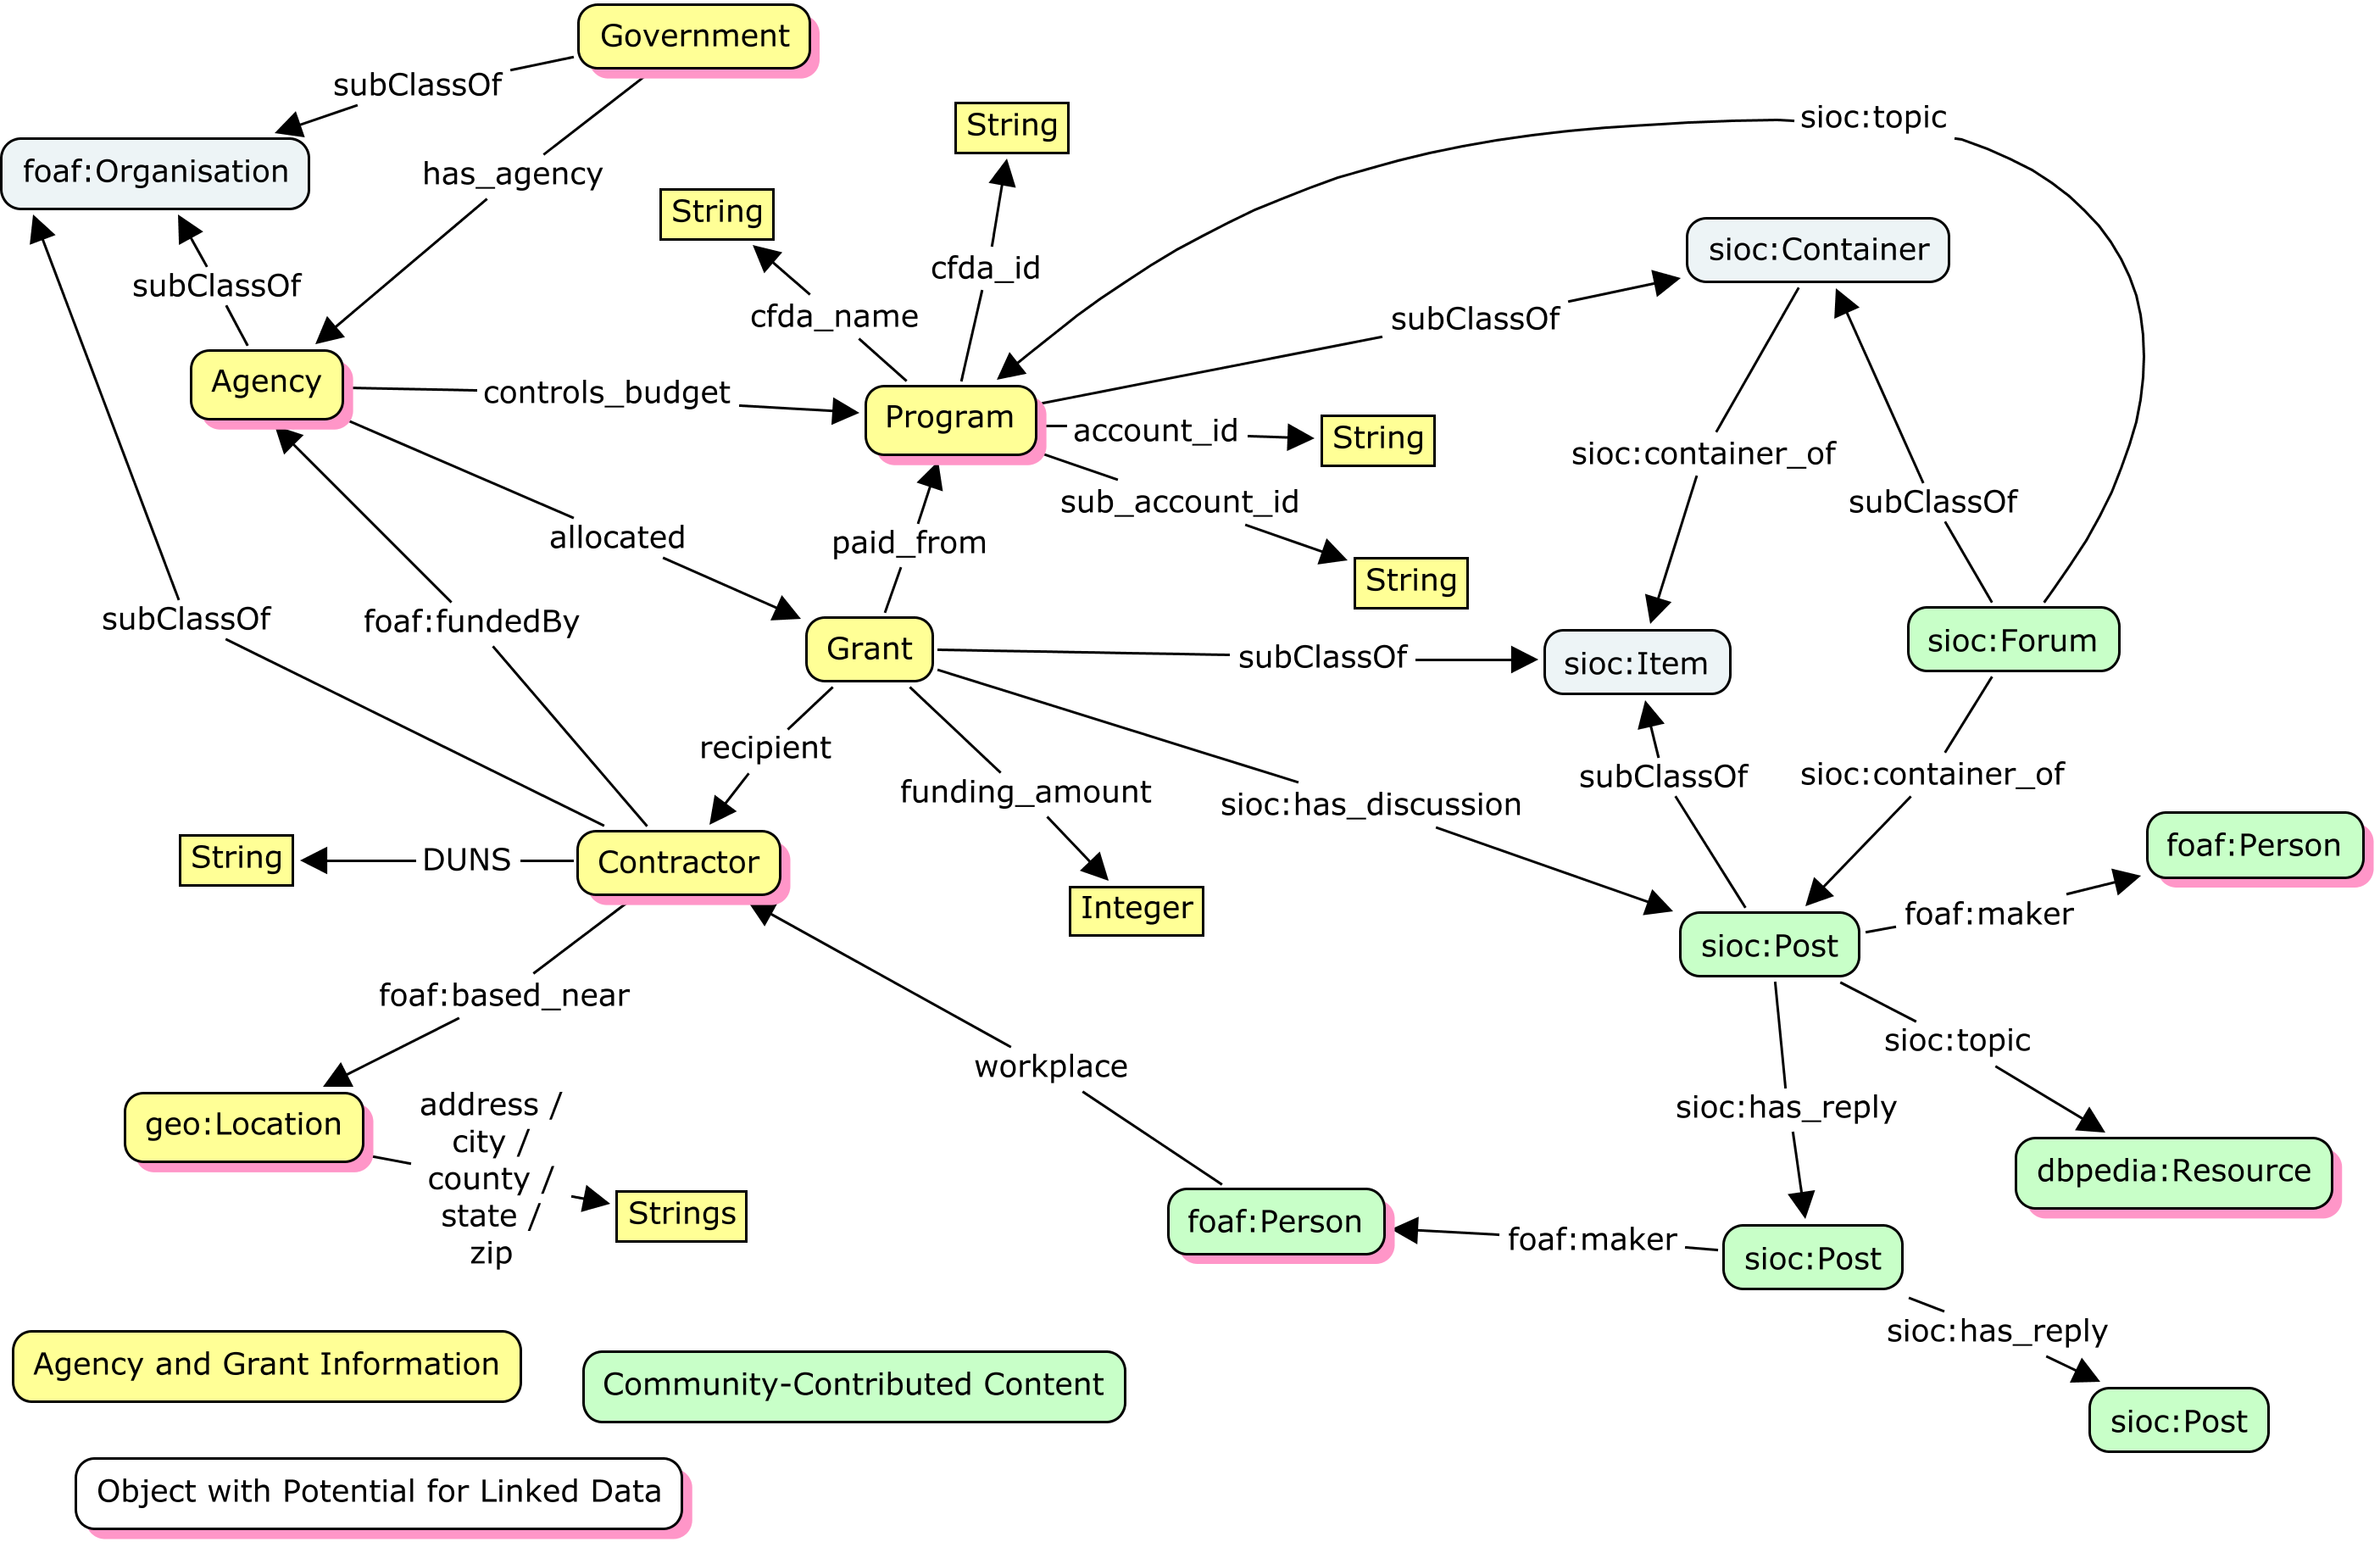 Government
subClassOf
foaf:Organisation
has_agency
String
sioc:topic
String
cfda_id
cfda_name
sioc:Container
subClassOf
subClassOf
Agency
controls_budget
Program
account_id
String
sioc:container_of
sub_account_id
subClassOf
allocated
paid_from
String
subClassOf
foaf:fundedBy
Grant
subClassOf
sioc:Item
sioc:Forum
recipient
funding_amount
sioc:has_discussion
subClassOf
sioc:container_of
String
DUNS
Contractor
Integer
foaf:Person
foaf:maker
sioc:Post
foaf:based_near
workplace
sioc:topic
sioc:has_reply
geo:Location
address /
city /
county /
state /
zip
Strings
dbpedia:Resource
foaf:Person
foaf:maker
sioc:Post
sioc:has_reply
sioc:Post
Agency and Grant Information
Community-Contributed Content
Object with Potential for Linked Data